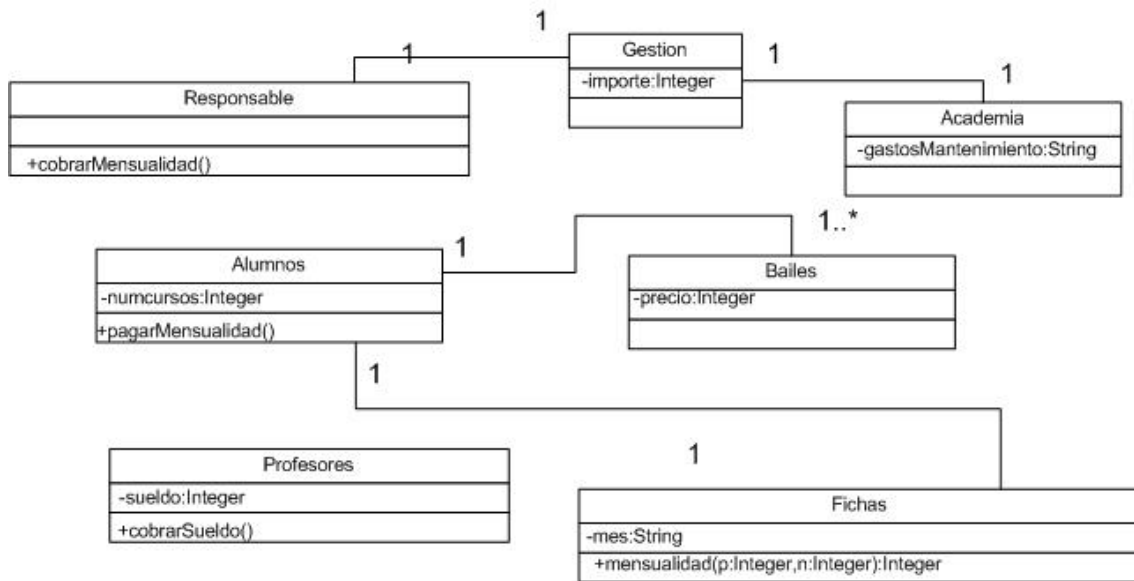 1
1
Gestion
-importe:Integer
1
1
Responsable
+cobrarMensualidad()
Academia
-gastosMantenimiento:String
1
1..*
Alumnos
-numcursos:Integer
+pagarMensualidad()
Bailes
-precio:Integer
1
1
Profesores
-sueldo:Integer
+cobrarSueldo()
Fichas
-mes:String
+mensualidad(p:Integer,n:Integer):Integer